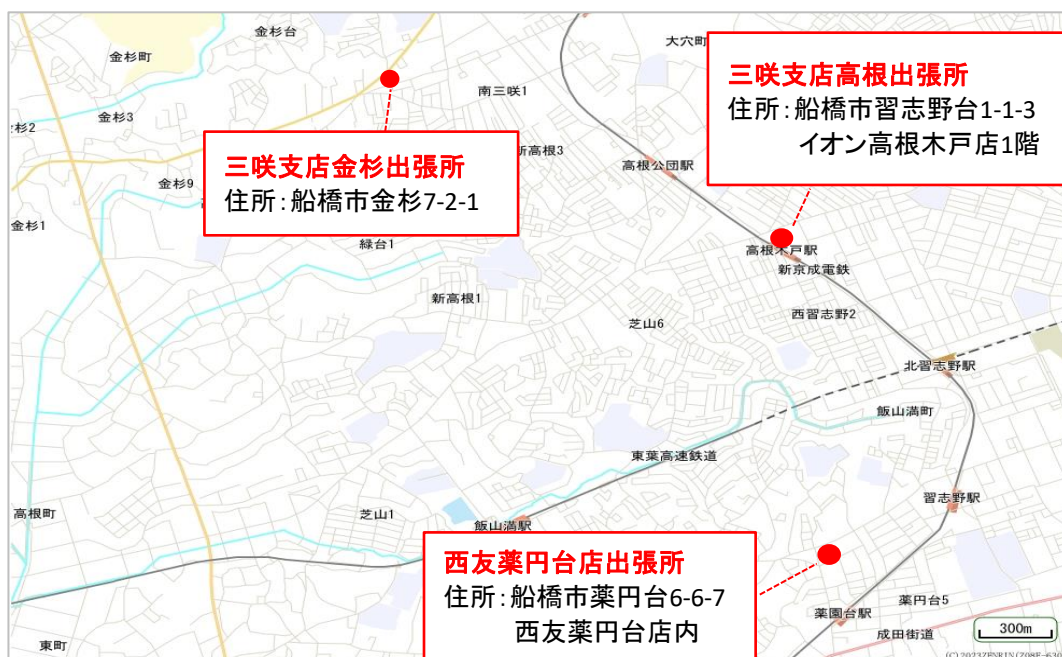 金杉台
金杉町
大穴町
南三咲1
金杉3
杉2
三咲支店高根出張所
住所：船橋市習志野台1-1-3
イオン高根木戸店1階
三咲支店金杉出張所
住所：船橋市金杉7-2-1
新高根3
高根公団駅
金杉9
金杉1
緑台1
高根木戸駅
新京成電鉄
新高根1
西習志野2
芝山6
北習志野駅
飯山満町
東葉高速鉄道
習志野駅
高根町
芝山1
飯山満駅
西友薬円台店出張所
住所：船橋市薬円台6-6-7
西友薬円台店内
薬園台駅
薬円台5
成田街道
東町
300m